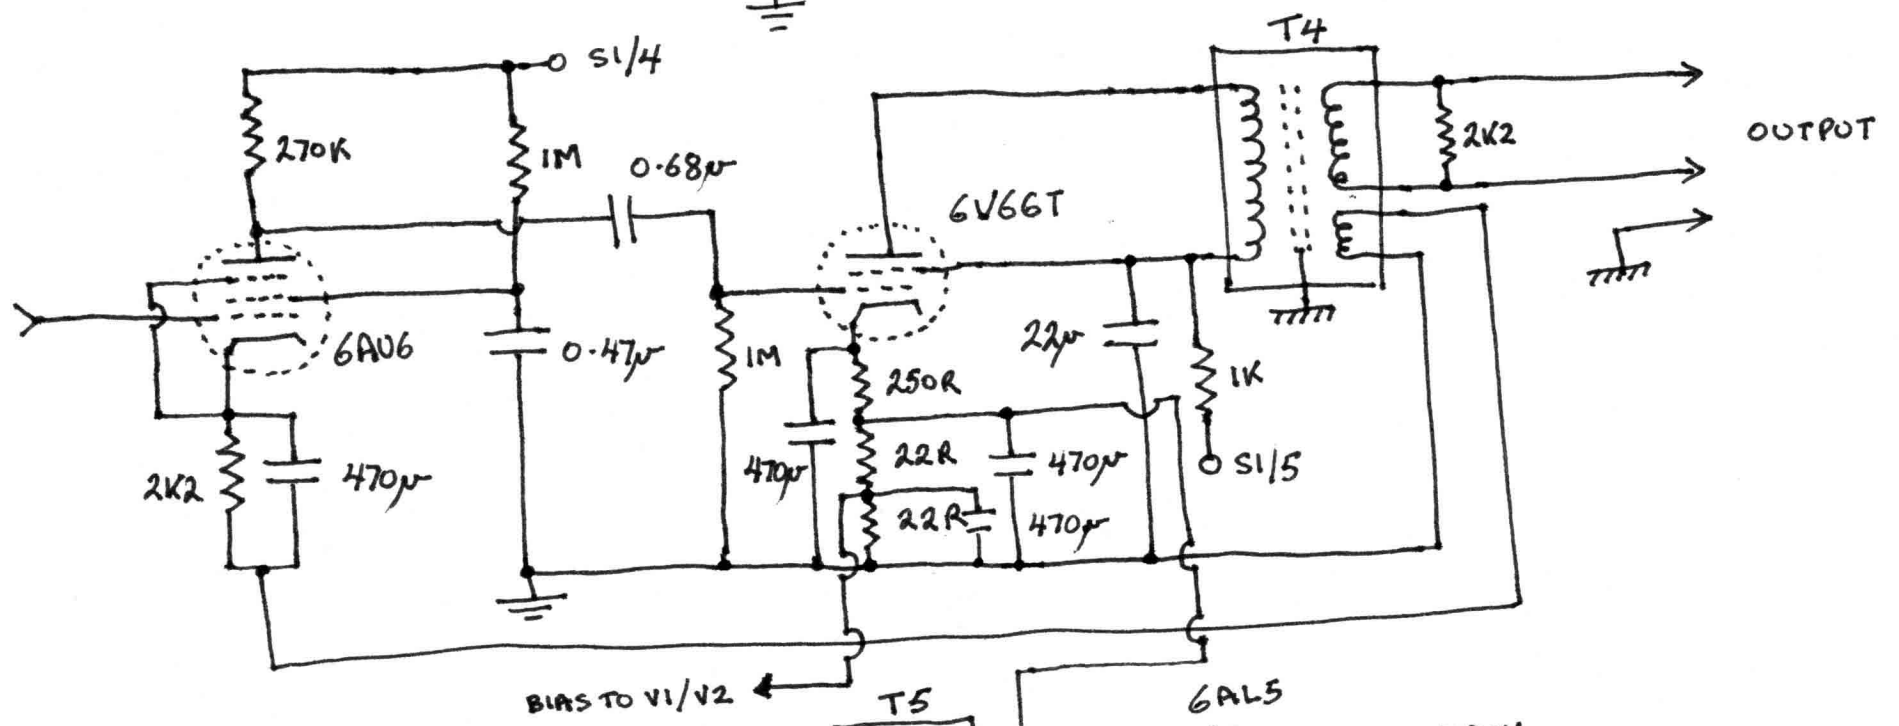 T4
S1/4
270K
1M
0.68µ
2K2
OUTPUT
6V6GT
6AU6
0.47µ
1M
22µ
1K
250R
2K2
470µ
470µ
22R
470µ
S1/5
22R
470µ
BIAS TO V1/V2
T5
6AL5